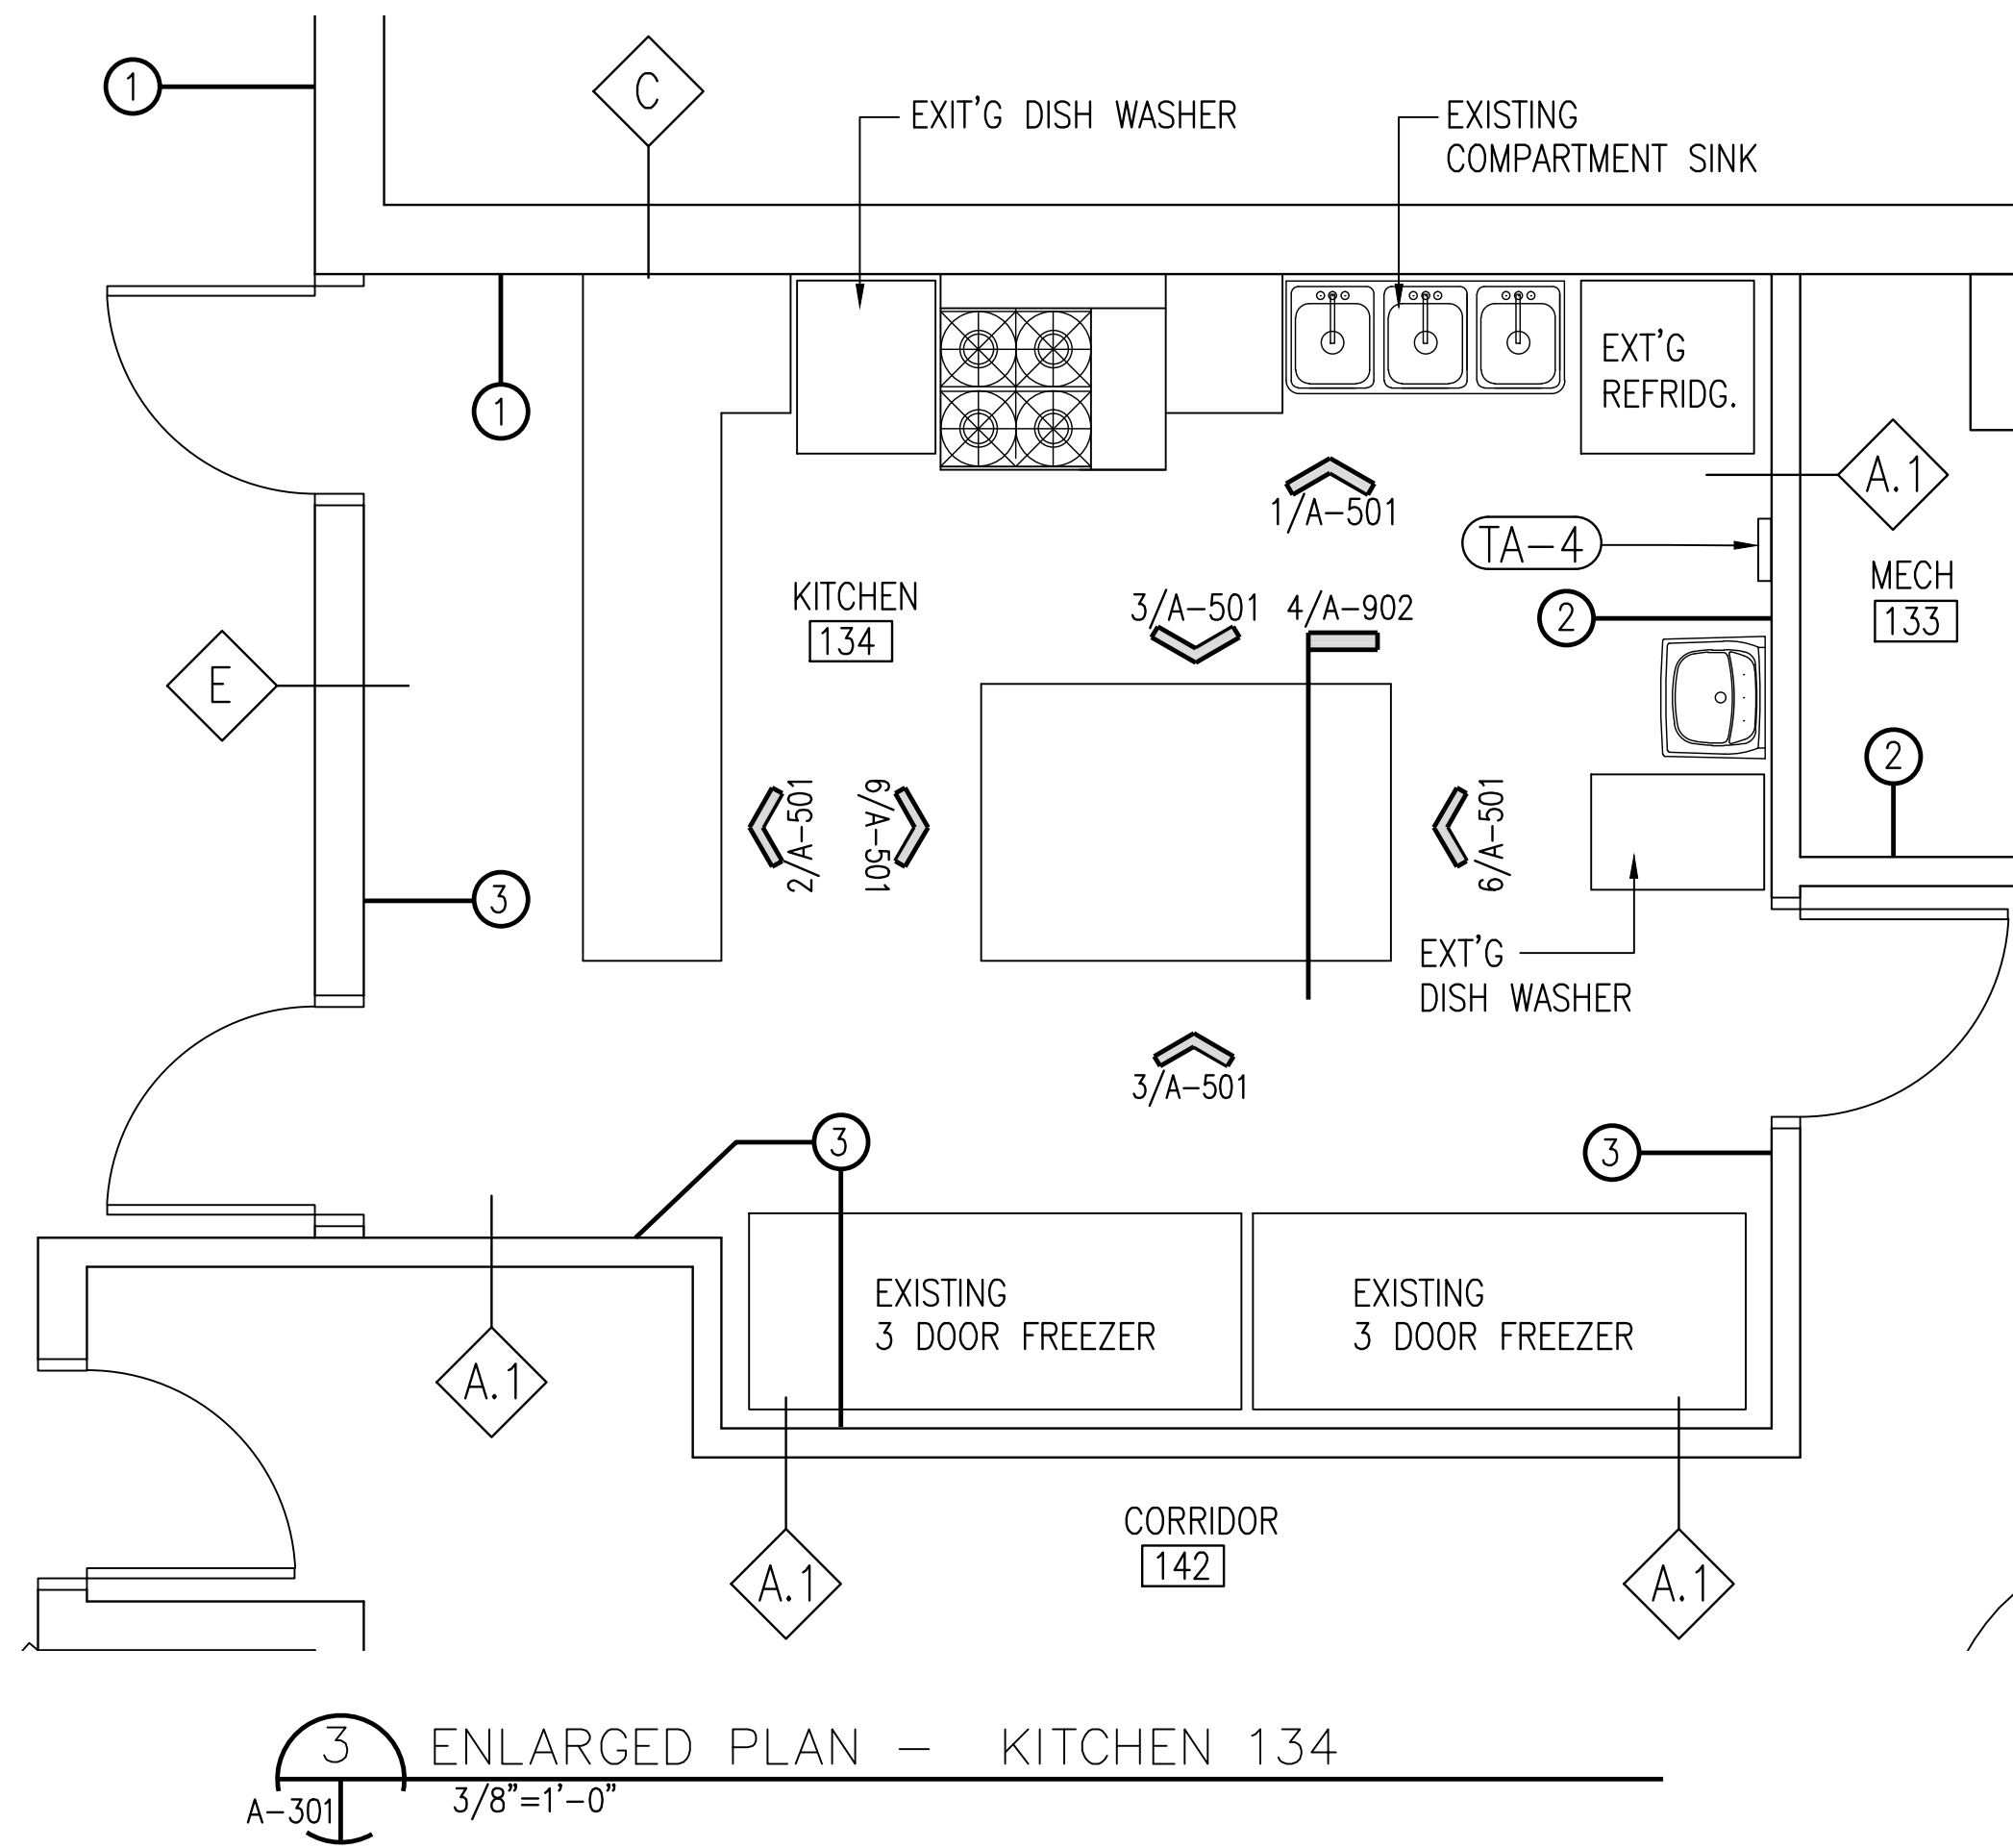 1
C
EXIT'G DISH WASHER
EXISTING
COMPARTMENT SINK
EXT'G
REFRIDG.
1
A.1
1/A-501
TA-4
MECH
133
KITCHEN
134
3/A-501
4/A-902
2
E
2
2/A-501
6/A-501
6/A-501
3
EXT'G
DISH WASHER
3/A-501
3
3
EXISTING
3 DOOR FREEZER
EXISTING
3 DOOR FREEZER
A.1
CORRIDOR
142
A.1
A.1
3
ENLARGED PLAN - KITCHEN 134
A-301
3/8"=1'-0"